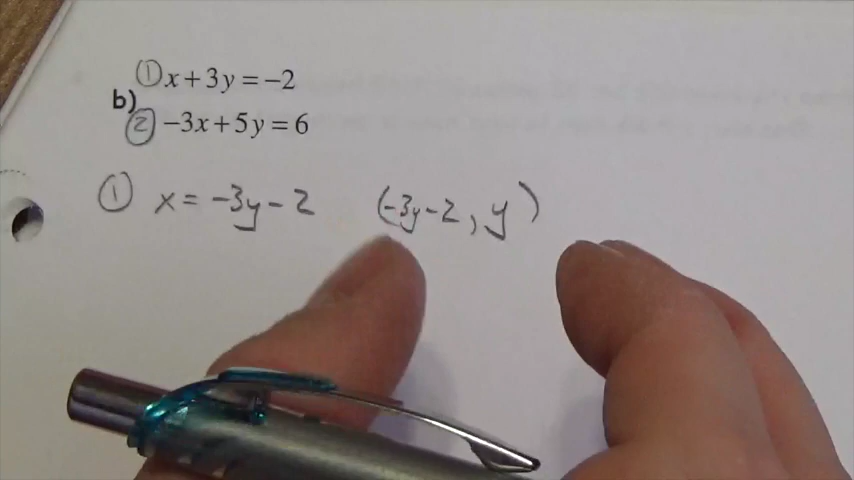 ① x + 3y = −2
b)
② −3x + 5y = 6
① x = -3y - 2 (-3y - 2, y)